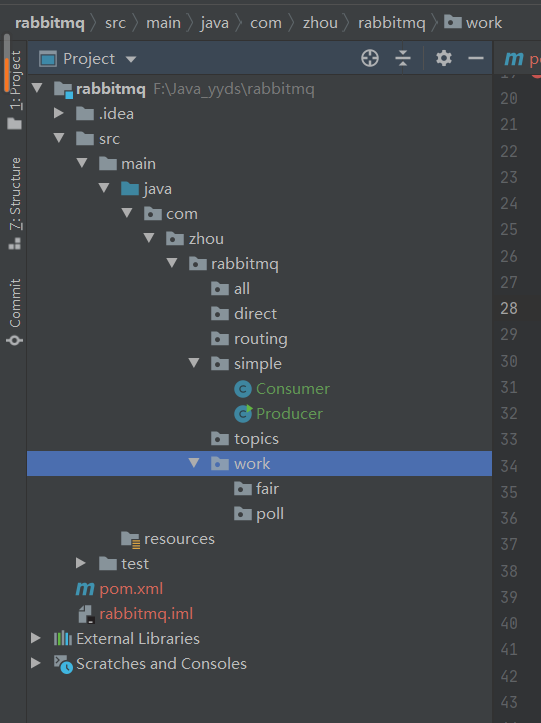 rabbitmq src main java com zhou rabbitmq work
Project
1: Project
7: Structure
Commit
rabbitmq F:\Java_yyds\rabbitmq
.idea
src
main
java
com
zhou
rabbitmq
all
direct
routing
simple
Consumer
Producer
topics
work
fair
poll
resources
test
pom.xml
rabbitmq.iml
External Libraries
Scratches and Consoles
m
20
21
22
23
24
25
26
27
28
29
30
31
32
33
34
35
36
37
38
39
40
41
42
43